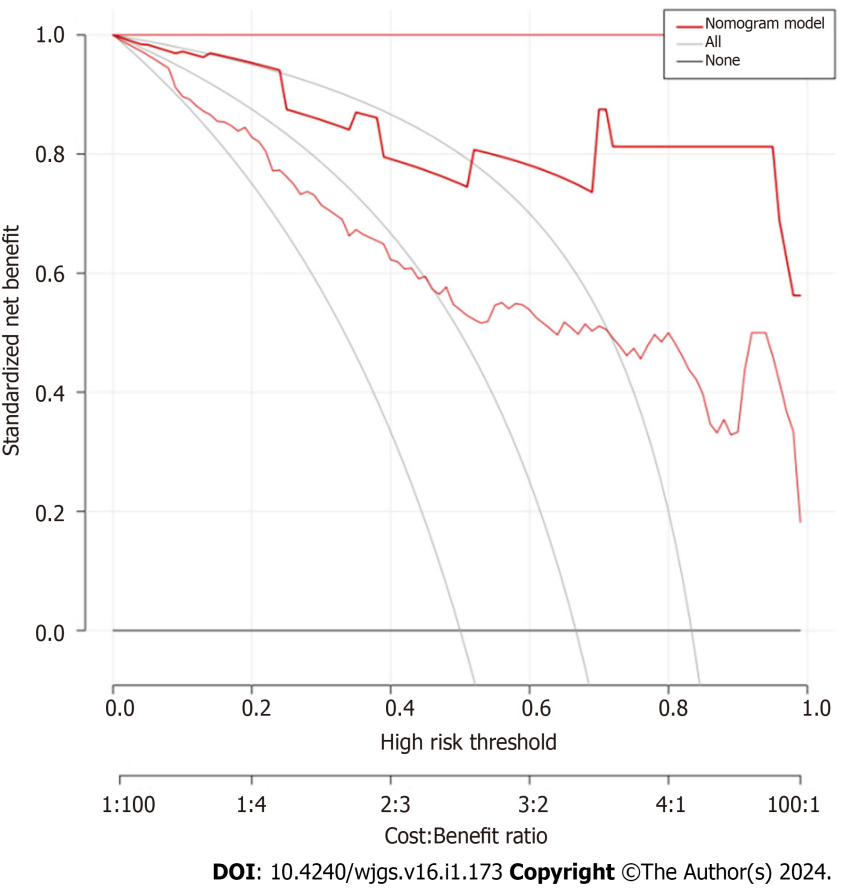 Nomogram model
All
None
1.0
0.8
0.6
0.4
0.2
0.0
Standardized net benefit
0.0 0.2 0.4 0.6 0.8 1.0
High risk threshold
1:100 1:4 2:3 3:2 4:1 100:1
Cost:Benefit ratio
DOI: 10.4240/wjgs.v16.i1.173 Copyright ©The Author(s) 2024.